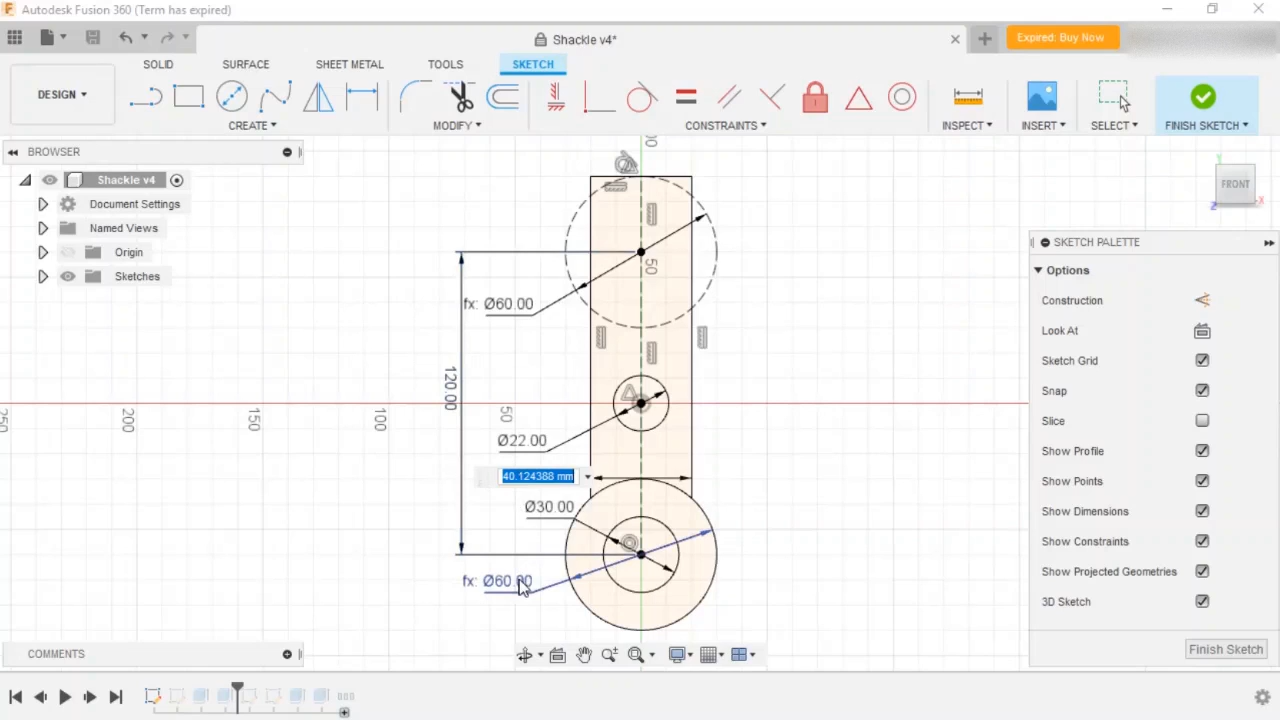 Autodesk Fusion 360 (Term has expired)
Shackle v4*
Expired: Buy Now
DESIGN
SOLID
SURFACE
SHEET METAL
TOOLS
SKETCH
CREATE
MODIFY
CONSTRAINTS
INSPECT
INSERT
SELECT
FINISH SKETCH
BROWSER
Shackle v4
Document Settings
Named Views
Origin
Sketches
FRONT
Y
X
Z
SKETCH PALETTE
Options
Construction
Look At
Sketch Grid
Snap
Slice
Show Profile
Show Points
Show Dimensions
Show Constraints
Show Projected Geometries
3D Sketch
Finish Sketch
50
fx: Ø60.00
120.00
200
150
100
50
Ø22.00
40.124388 mm
Ø30.00
fx: Ø60.00
COMMENTS